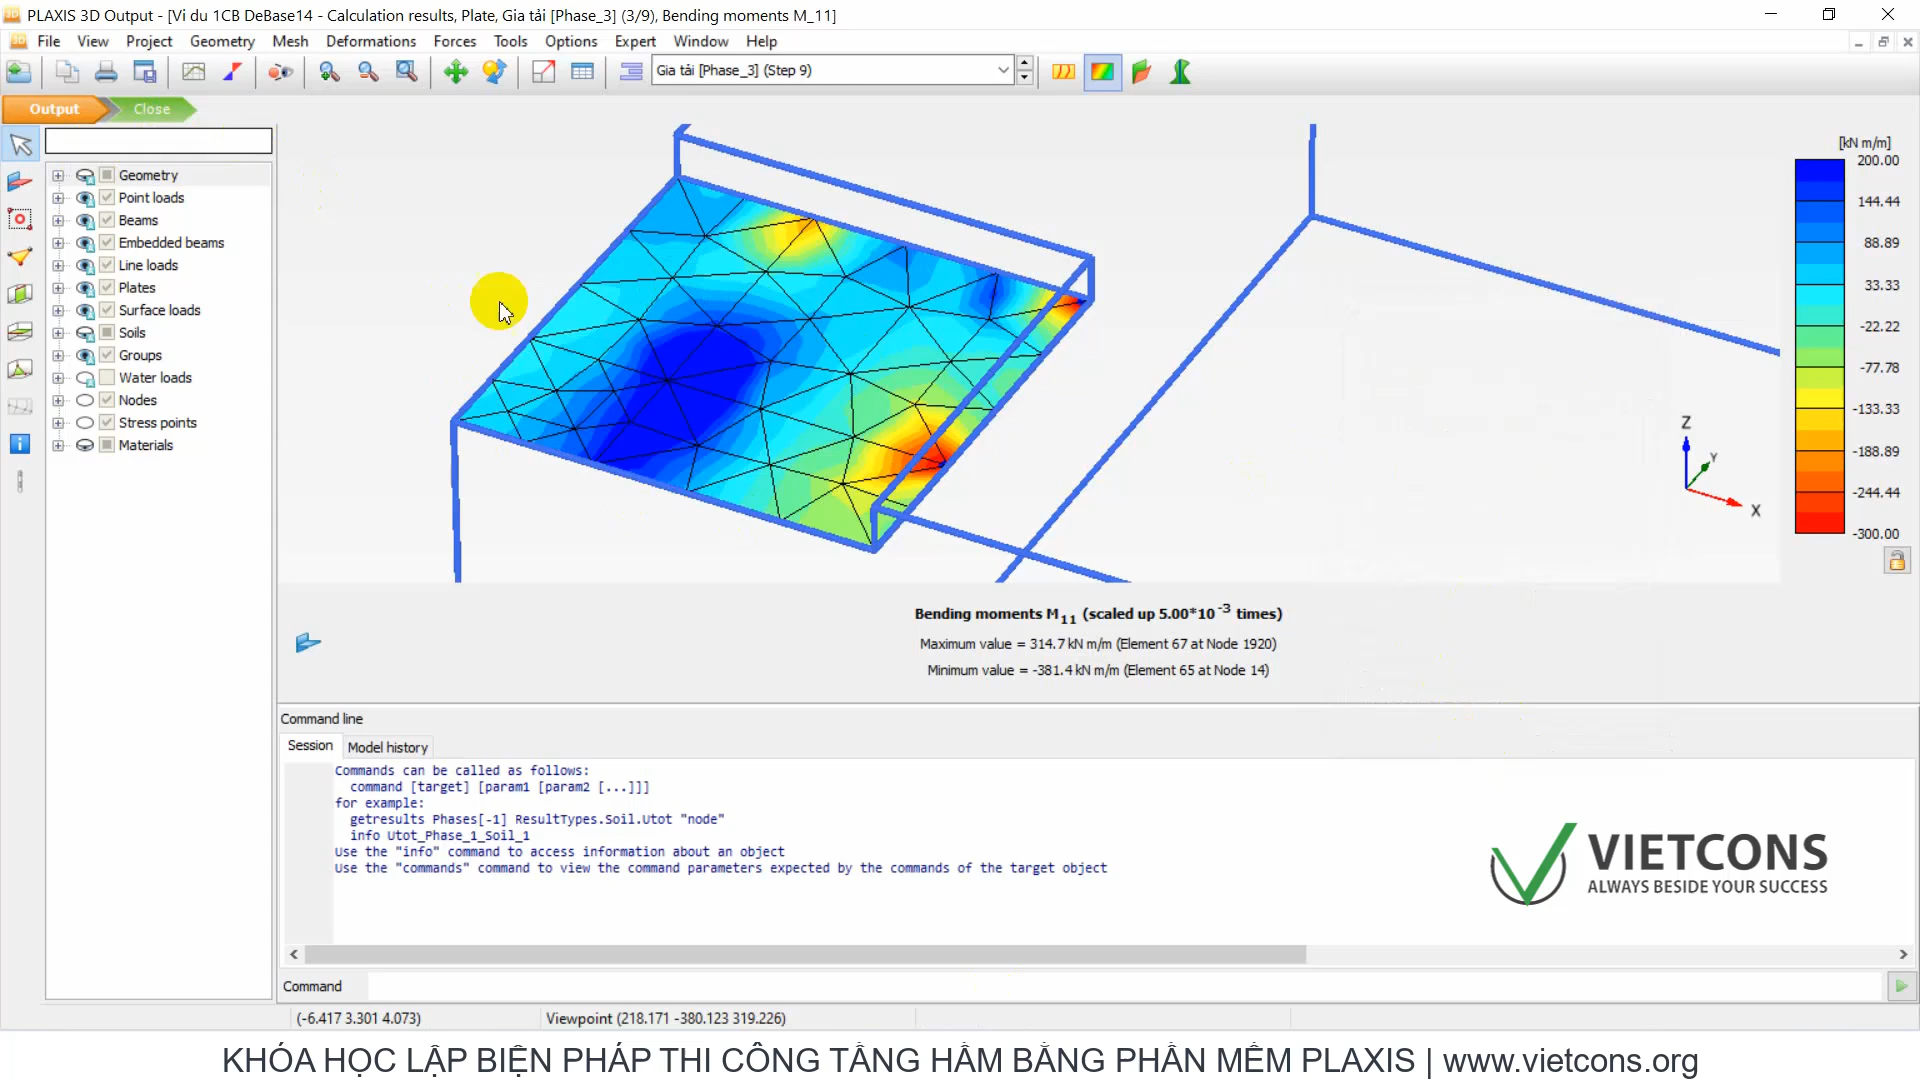 PLAXIS 3D Output - [Vi du 1CB DeBase14 - Calculation results, Plate, Gia tải [Phase_3] (3/9), Bending moments M_11]
File View Project Geometry Mesh Deformations Forces Tools Options Expert Window Help
Gia tải [Phase_3] (Step 9)
Output Close
Geometry
Point loads
Beams
Embedded beams
Line loads
Plates
Surface loads
Soils
Groups
Water loads
Nodes
Stress points
Materials
[kN m/m]
200.00
144.44
88.89
33.33
-22.22
-77.78
-133.33
-188.89
-244.44
-300.00
Z
Y
X
Bending moments M11 (scaled up 5.00*10-3 times)
Maximum value = 314.7 kN m/m (Element 67 at Node 1920)
Minimum value = -381.4 kN m/m (Element 65 at Node 14)
Command line
Session Model history
Commands can be called as follows:
command [target] [param1 [param2 [...]]]
for example:
getresults Phases[-1] ResultTypes.Soil.Utot "node"
info Utot_Phase_1_Soil_1
Use the "info" command to access information about an object
Use the "commands" command to view the command parameters expected by the commands of the target object
VIETCONS
ALWAYS BESIDE YOUR SUCCESS
Command
(-6.417 3.301 4.073) Viewpoint (218.171 -380.123 319.226)
KHÓA HỌC LẬP BIỆN PHÁP THI CÔNG TẦNG HẦM BẰNG PHẦN MỀM PLAXIS | www.vietcons.org